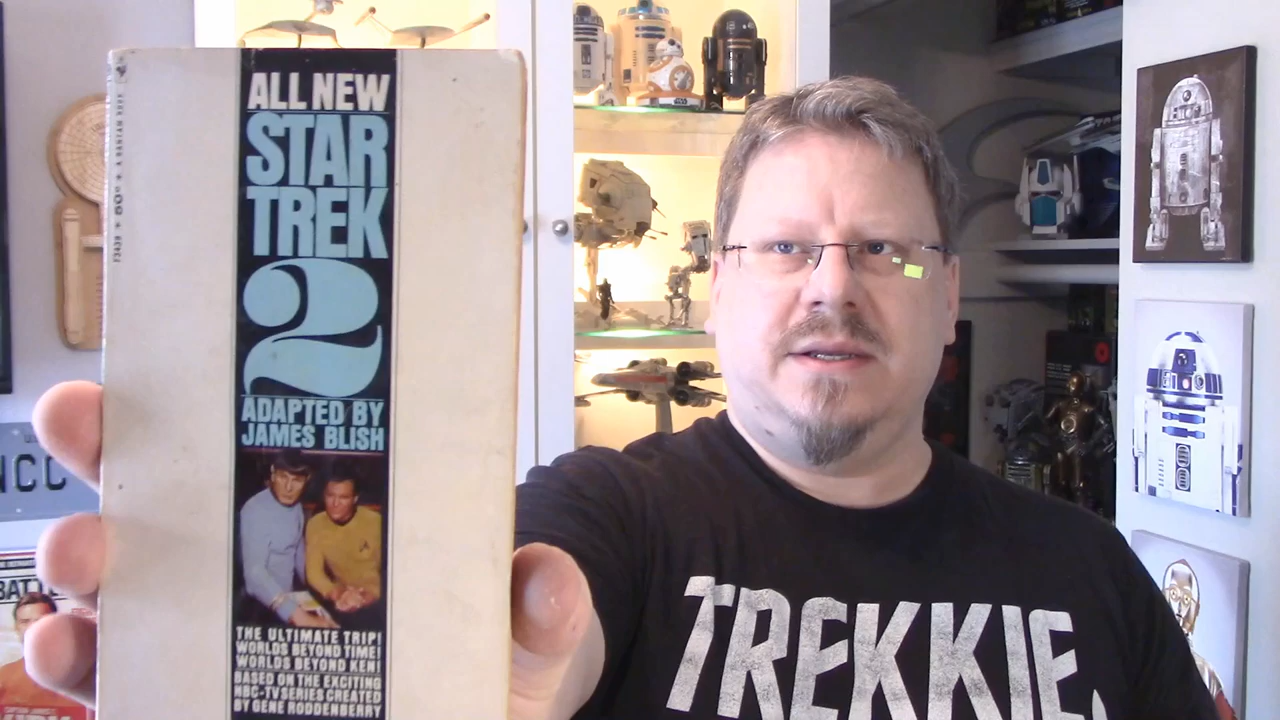 ALL NEW
STAR
TREK
2
ADAPTED BY
JAMES BLISH
THE ULTIMATE TRIP!
WORLDS BEYOND TIME!
WORLDS BEYOND KEN!
BASED ON THE EXCITING
NBC-TV SERIES CREATED
BY GENE RODDENBERRY
NCC
TREKKIE.